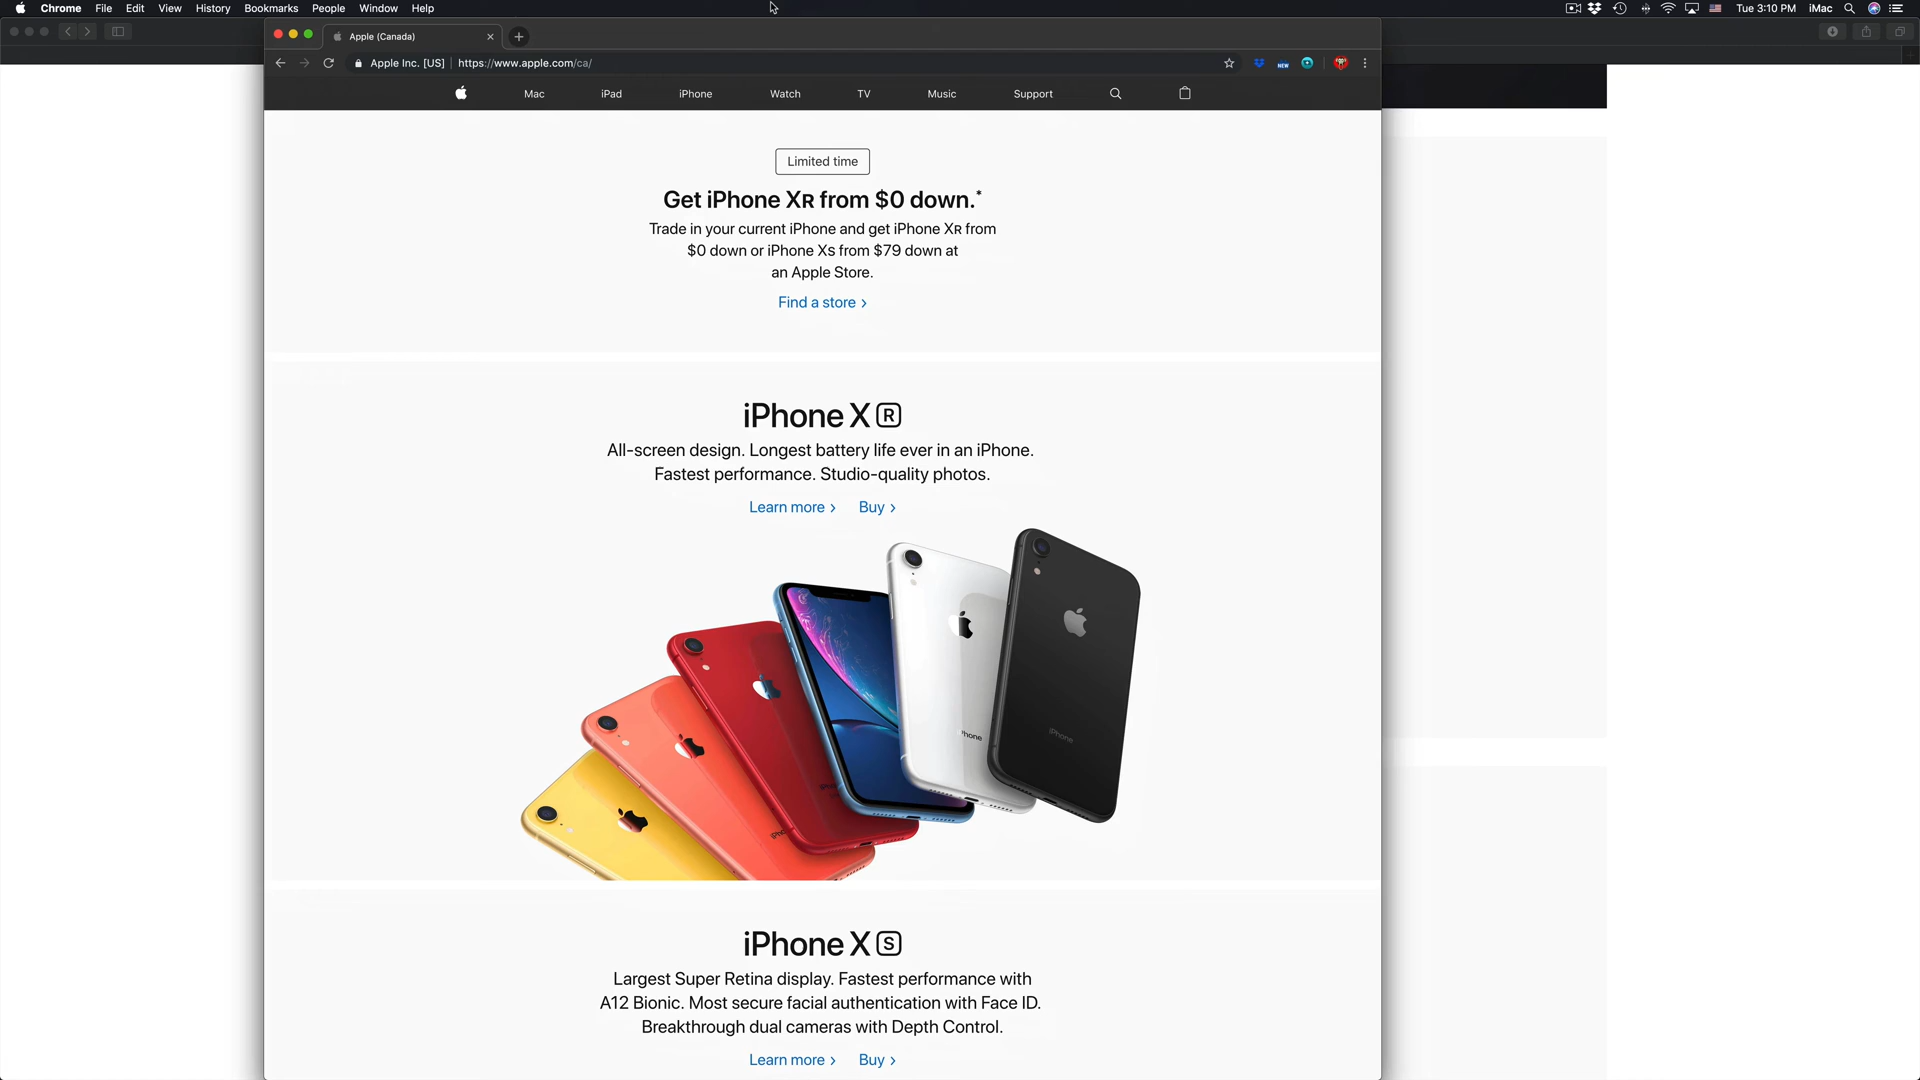 Chrome File Edit View History Bookmarks People Window Help
Tue 3:10 PM iMac
Apple (Canada)
Apple Inc. [US] https://www.apple.com/ca/
NEW
Mac iPad iPhone Watch TV Music Support
Limited time
Get iPhone XR from $0 down.*
Trade in your current iPhone and get iPhone XR from
$0 down or iPhone XS from $79 down at
an Apple Store.
Find a store >
iPhone X R
All-screen design. Longest battery life ever in an iPhone.
Fastest performance. Studio-quality photos.
Learn more > Buy >
iPhone
iPhone X S
Largest Super Retina display. Fastest performance with
A12 Bionic. Most secure facial authentication with Face ID.
Breakthrough dual cameras with Depth Control.
Learn more > Buy >